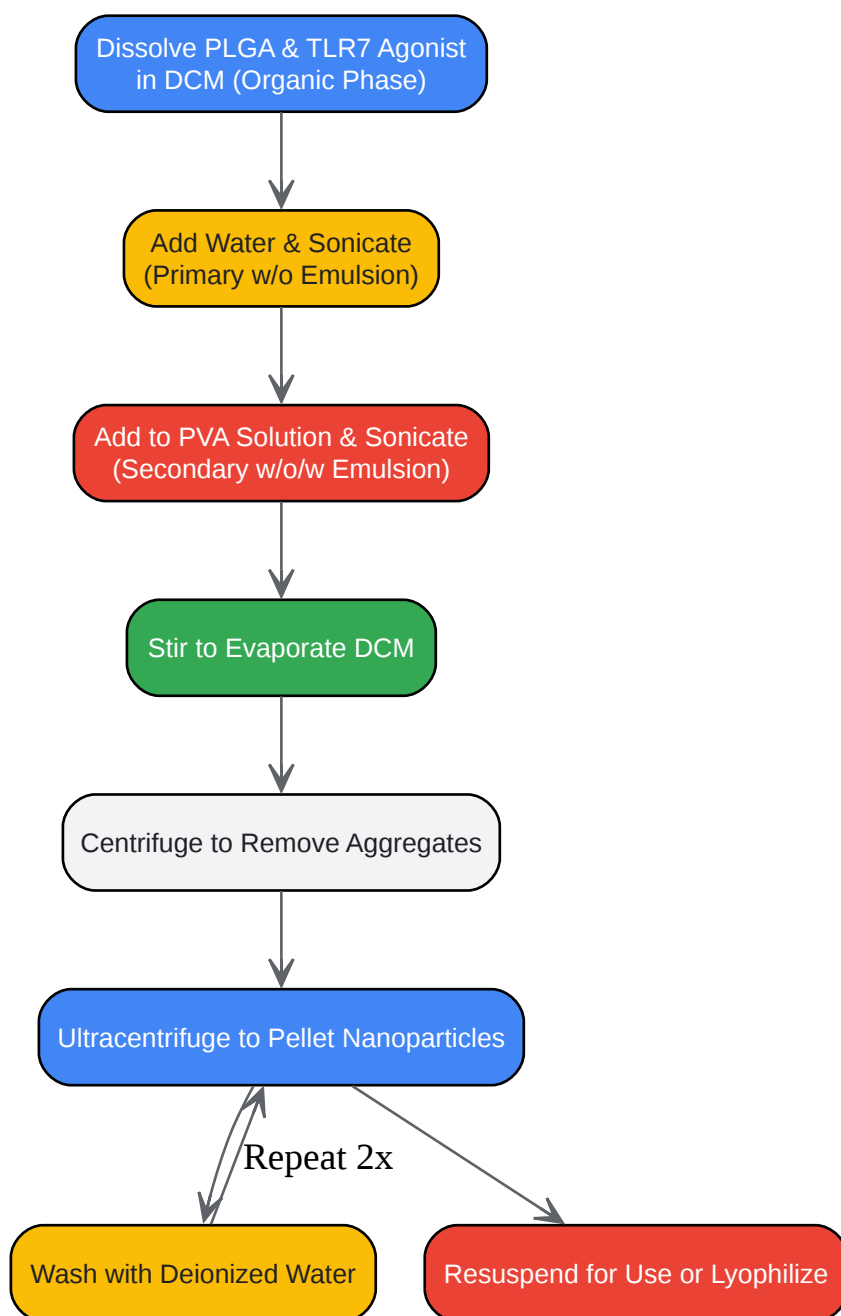 Dissolve PLGA & TLR7 Agonist
in DCM (Organic Phase)
Add Water & Sonicate
(Primary w/o Emulsion)
Add to PVA Solution & Sonicate
(Secondary w/o/w Emulsion)
Stir to Evaporate DCM
Centrifuge to Remove Aggregates
Ultracentrifuge to Pellet Nanoparticles
Repeat 2x
Wash with Deionized Water
Resuspend for Use or Lyophilize